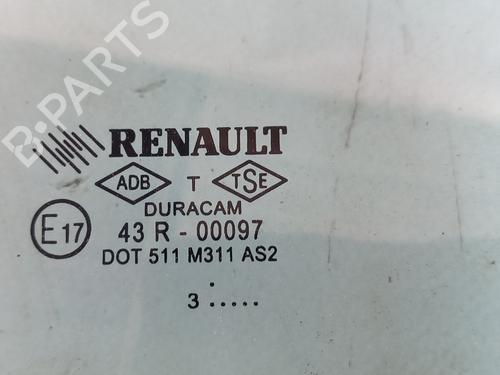 B-PARTS
RENAULT
ADB T TSE
DURACAM
E17 43 R - 00097
DOT 511 M311 AS2
.
3 .....